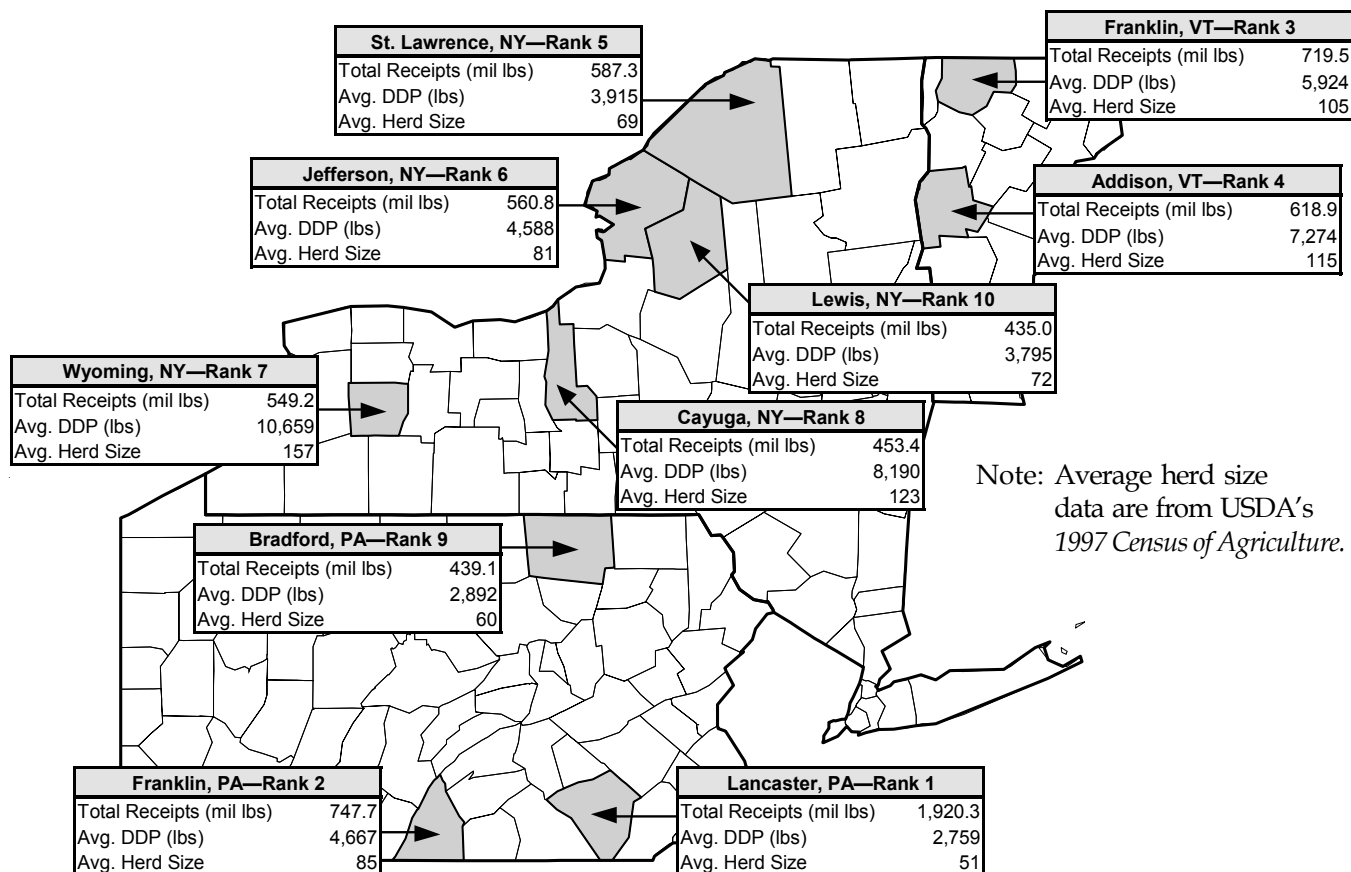 St. Lawrence, NY—Rank 5
Total Receipts (mil lbs) 587.3
Avg. DDP (lbs) 3,915
Avg. Herd Size 69
Franklin, VT—Rank 3
Total Receipts (mil lbs) 719.5
Avg. DDP (lbs) 5,924
Avg. Herd Size 105
Jefferson, NY—Rank 6
Total Receipts (mil lbs) 560.8
Avg. DDP (lbs) 4,588
Avg. Herd Size 81
Addison, VT—Rank 4
Total Receipts (mil lbs) 618.9
Avg. DDP (lbs) 7,274
Avg. Herd Size 115
Lewis, NY—Rank 10
Total Receipts (mil lbs) 435.0
Avg. DDP (lbs) 3,795
Avg. Herd Size 72
Wyoming, NY—Rank 7
Total Receipts (mil lbs) 549.2
Avg. DDP (lbs) 10,659
Avg. Herd Size 157
Cayuga, NY—Rank 8
Total Receipts (mil lbs) 453.4
Avg. DDP (lbs) 8,190
Avg. Herd Size 123
Note: Average herd size
data are from USDA's
1997 Census of Agriculture.
Bradford, PA—Rank 9
Total Receipts (mil lbs) 439.1
Avg. DDP (lbs) 2,892
Avg. Herd Size 60
Franklin, PA—Rank 2
Total Receipts (mil lbs) 747.7
Avg. DDP (lbs) 4,667
Avg. Herd Size 85
Lancaster, PA—Rank 1
Total Receipts (mil lbs) 1,920.3
Avg. DDP (lbs) 2,759
Avg. Herd Size 51